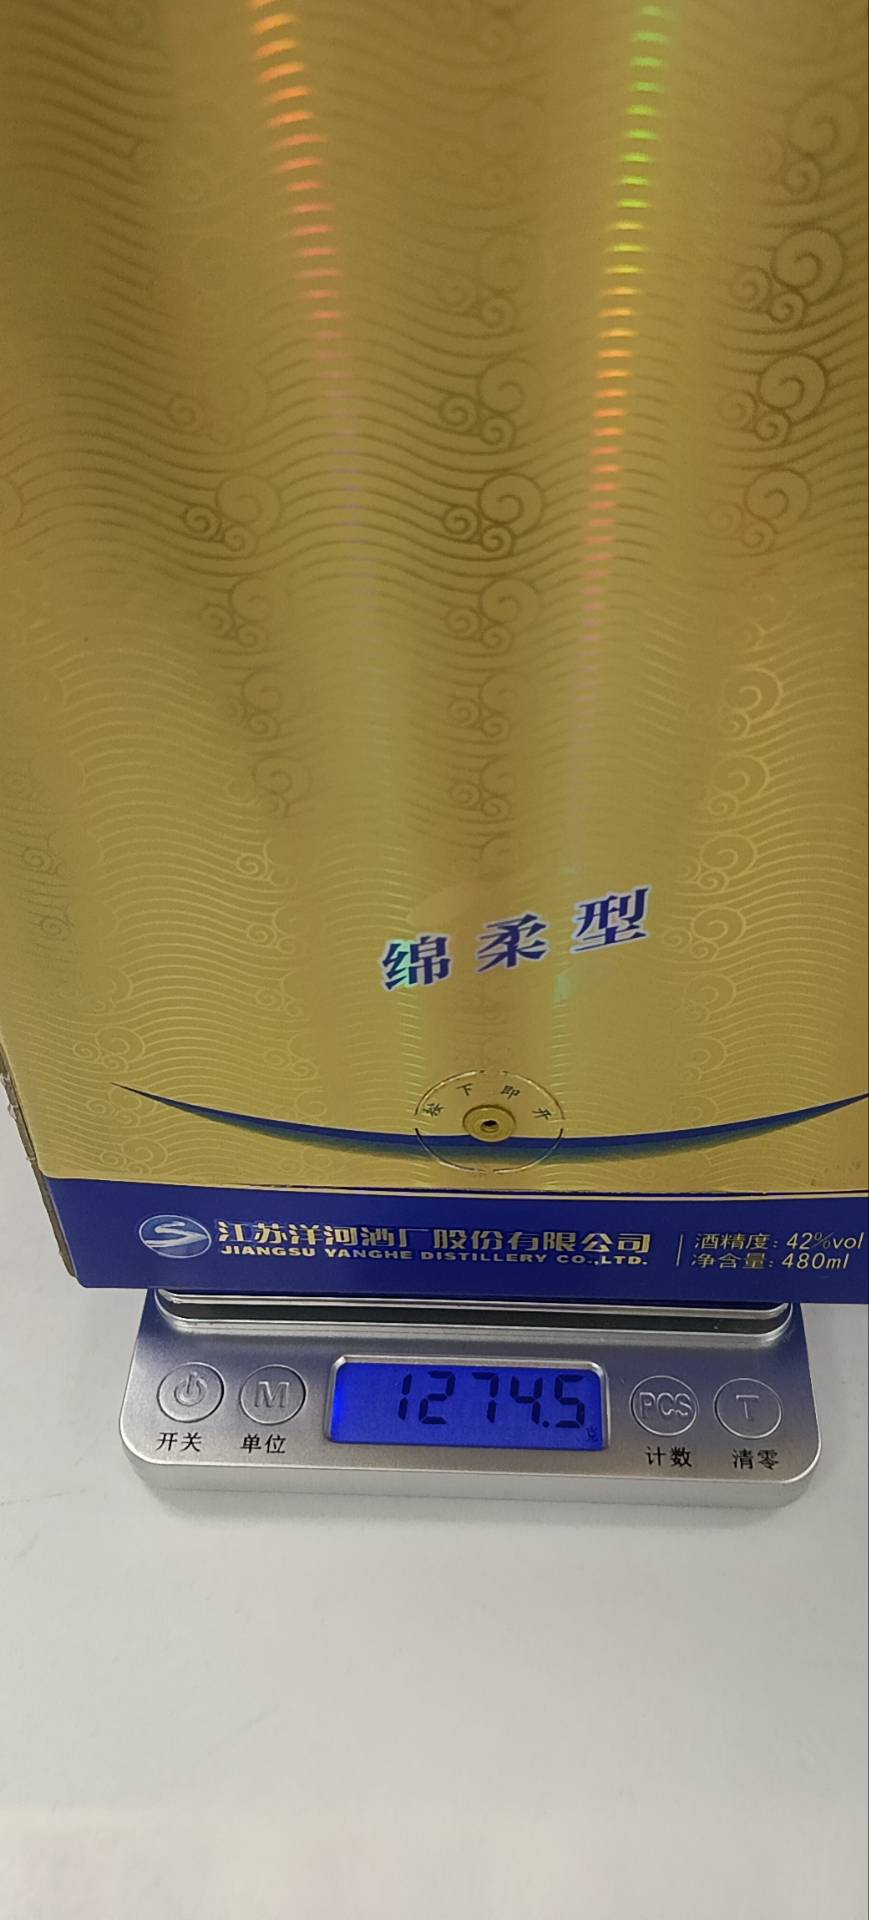 绵柔型
按下即开
江苏洋河酒厂股份有限公司
JIANGSU YANGHE DISTILLERY CO.,LTD.
酒精度：42%vol
净含量：480ml
1274.5
克
M
PCS
T
开关
单位
计数
清零